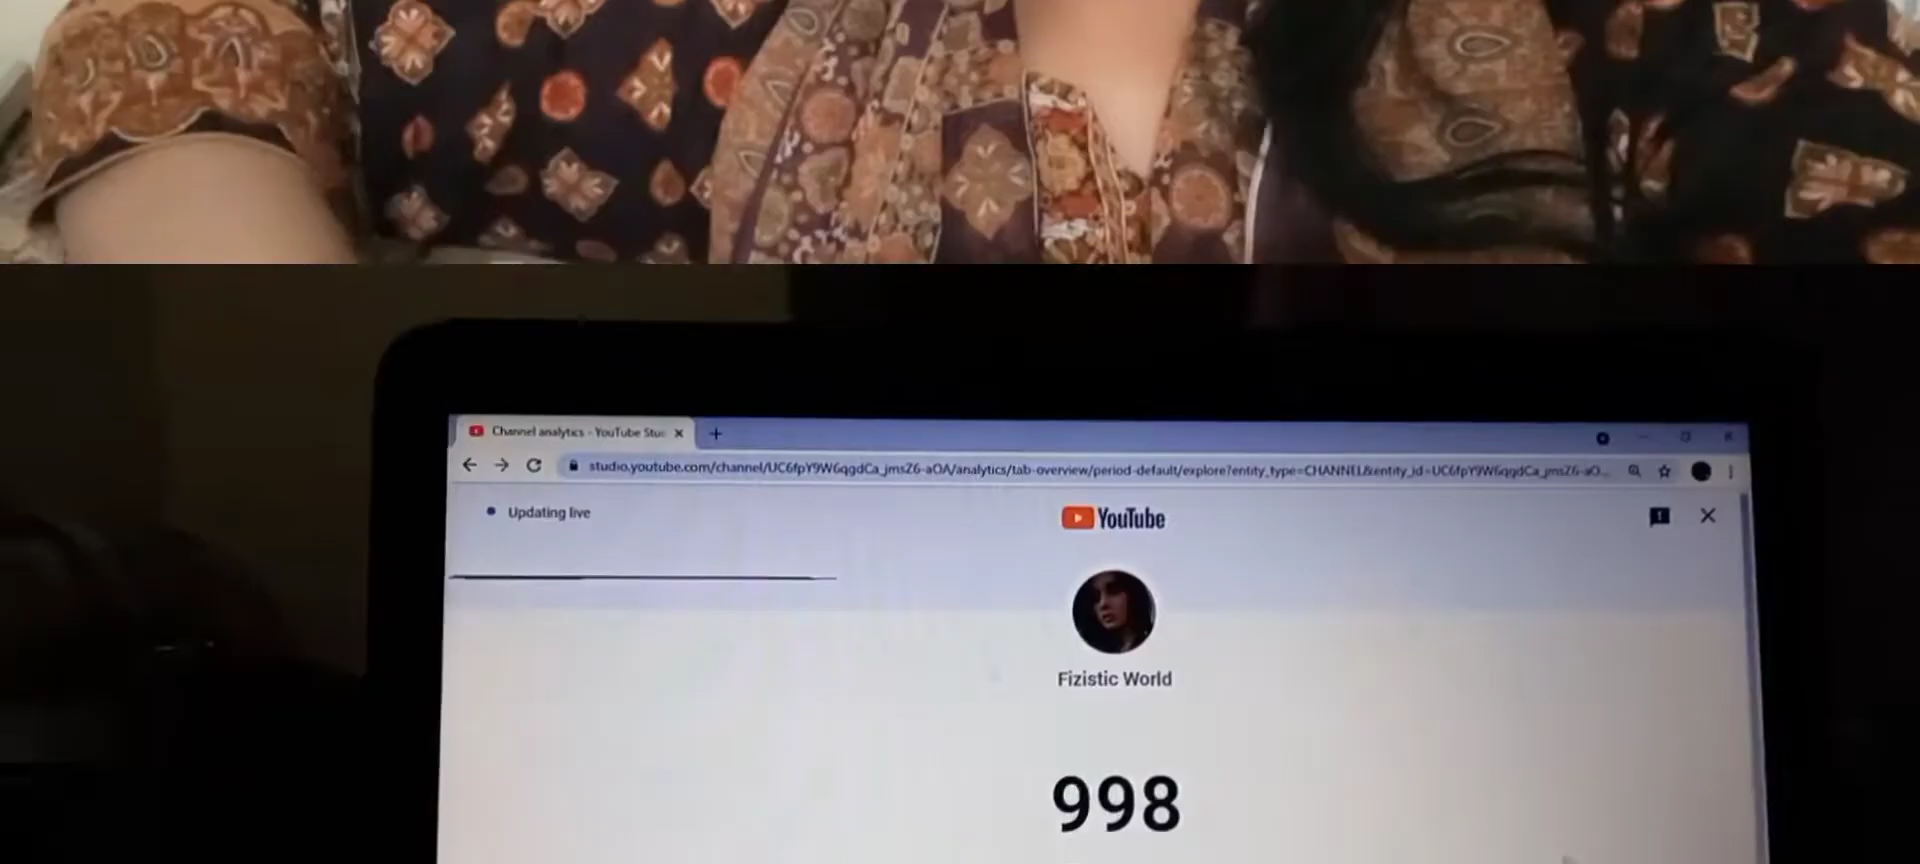 Channel analytics - YouTube Stu
studio.youtube.com/channel/UC6fpY9W6qgdCa_jmsZ6-aOA/analytics/tab-overview/period-default/explore?entity_type=CHANNEL&entity_id=UC6fpY9W6qgdCa_jmsZ6-aO...
Updating live
YouTube
Fizistic World
998